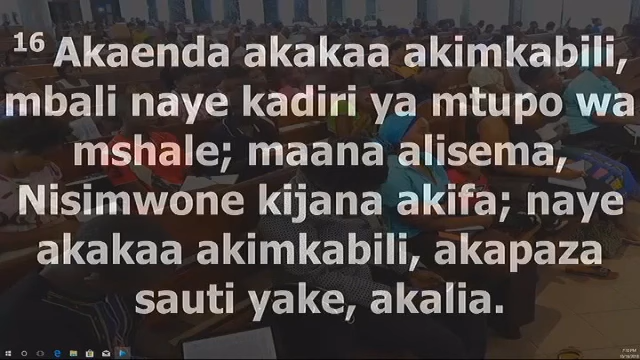 16 Akaenda akakaa akimkabili,
mbali naye kadiri ya mtupo wa
mshale; maana alisema,
Nisimwone kijana akifa; naye
akakaa akimkabili, akapaza
sauti yake, akalia.